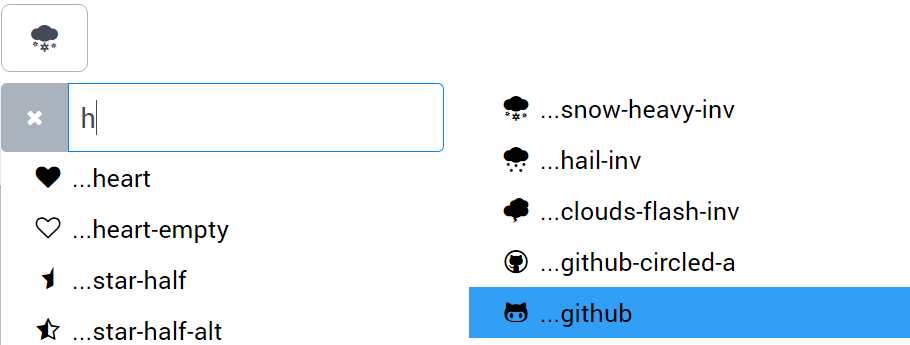 h
...heart
...heart-empty
...star-half
...star-half-alt
...snow-heavy-inv
...hail-inv
...clouds-flash-inv
...github-circled-a
...github